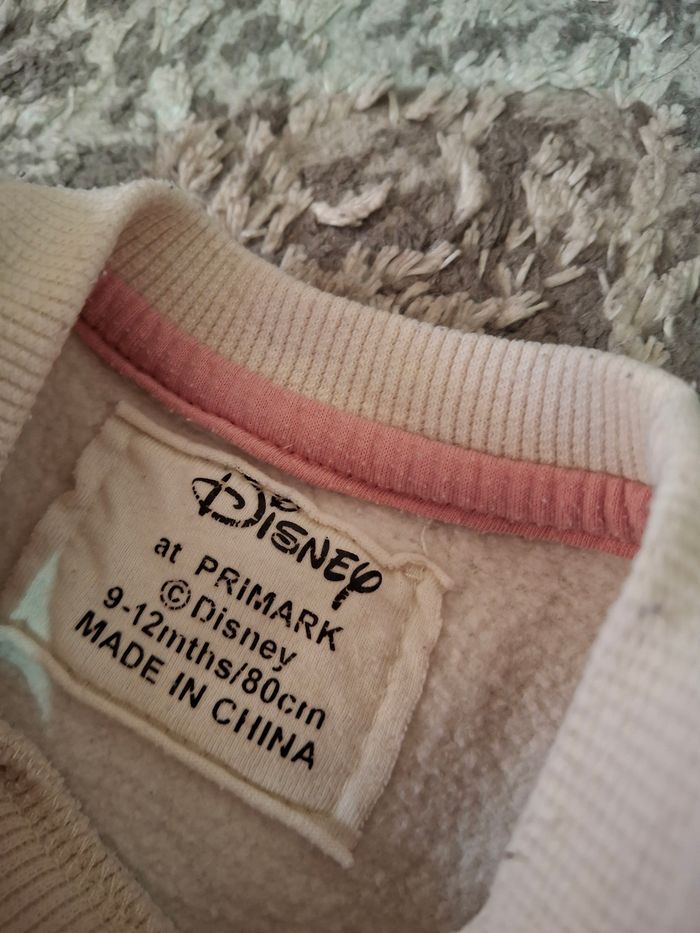 DISNEY
at PRIMARK
©Disney
9-12mths/80cm
MADE IN CHINA